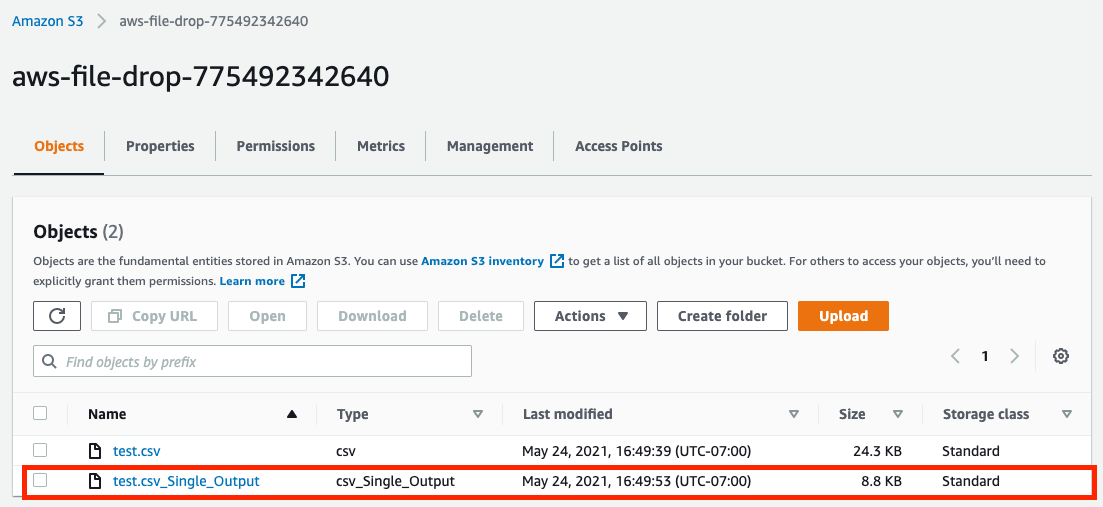 Amazon S3 > aws-file-drop-775492342640
aws-file-drop-775492342640
Objects Properties Permissions Metrics Management Access Points
Objects (2)
Objects are the fundamental entities stored in Amazon S3. You can use Amazon S3 inventory to get a list of all objects in your bucket. For others to access your objects, you'll need to
explicitly grant them permissions. Learn more
Copy URL Open Download Delete Actions Create folder Upload
Find objects by prefix 1
Name Type Last modified Size Storage class
test.csv csv May 24, 2021, 16:49:39 (UTC-07:00) 24.3 KB Standard
test.csv_Single_Output csv_Single_Output May 24, 2021, 16:49:53 (UTC-07:00) 8.8 KB Standard